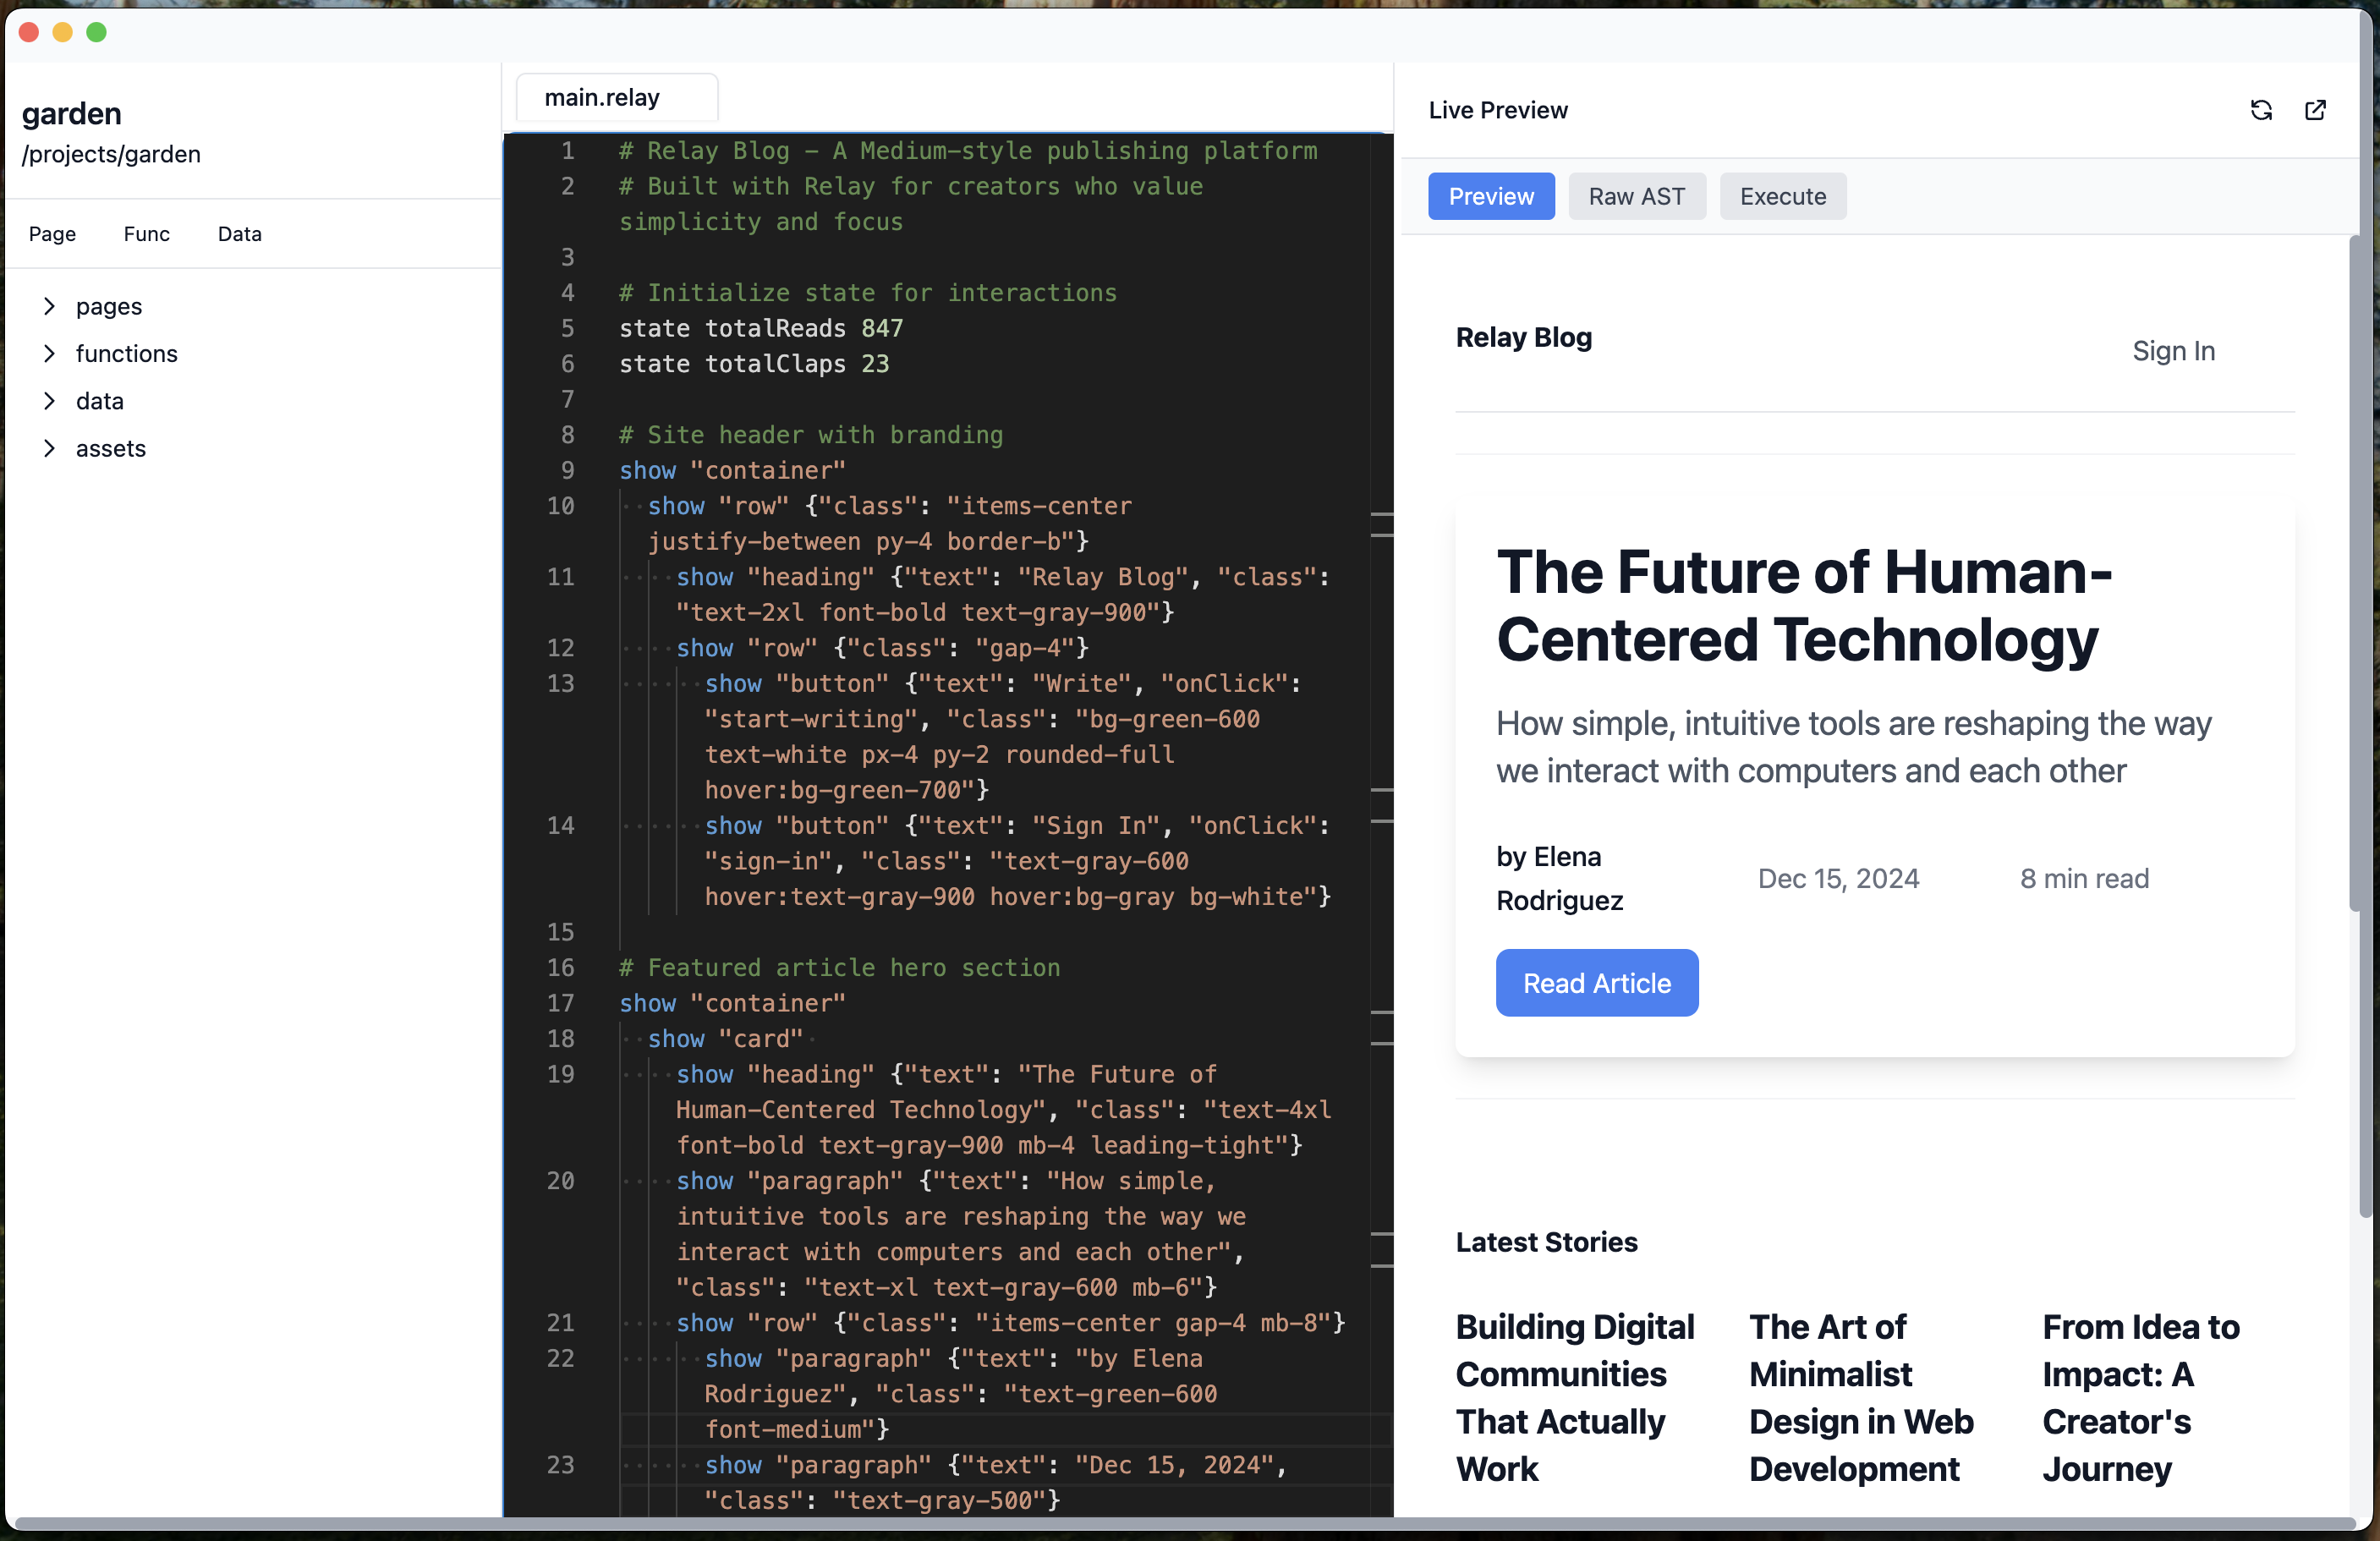 garden
/projects/garden
Page Func Data
pages
functions
data
assets
main.relay
1 # Relay Blog - A Medium-style publishing platform
2 # Built with Relay for creators who value
simplicity and focus
3
4 # Initialize state for interactions
5 state totalReads 847
6 state totalClaps 23
7
8 # Site header with branding
9 show "container"
10 show "row" {"class": "items-center
justify-between py-4 border-b"}
11 show "heading" {"text": "Relay Blog", "class":
"text-2xl font-bold text-gray-900"}
12 show "row" {"class": "gap-4"}
13 show "button" {"text": "Write", "onClick":
"start-writing", "class": "bg-green-600
text-white px-4 py-2 rounded-full
hover:bg-green-700"}
14 show "button" {"text": "Sign In", "onClick":
"sign-in", "class": "text-gray-600
hover:text-gray-900 hover:bg-gray bg-white"}
15
16 # Featured article hero section
17 show "container"
18 show "card"
19 show "heading" {"text": "The Future of
Human-Centered Technology", "class": "text-4xl
font-bold text-gray-900 mb-4 leading-tight"}
20 show "paragraph" {"text": "How simple,
intuitive tools are reshaping the way we
interact with computers and each other",
"class": "text-xl text-gray-600 mb-6"}
21 show "row" {"class": "items-center gap-4 mb-8"}
22 show "paragraph" {"text": "by Elena
Rodriguez", "class": "text-green-600
font-medium"}
23 show "paragraph" {"text": "Dec 15, 2024",
"class": "text-gray-500"}
Live Preview
Preview Raw AST Execute
Relay Blog
Sign In
The Future of Human-
Centered Technology
How simple, intuitive tools are reshaping the way
we interact with computers and each other
by Elena
Rodriguez
Dec 15, 2024
8 min read
Read Article
Latest Stories
Building Digital
Communities
That Actually
Work
The Art of
Minimalist
Design in Web
Development
From Idea to
Impact: A
Creator's
Journey